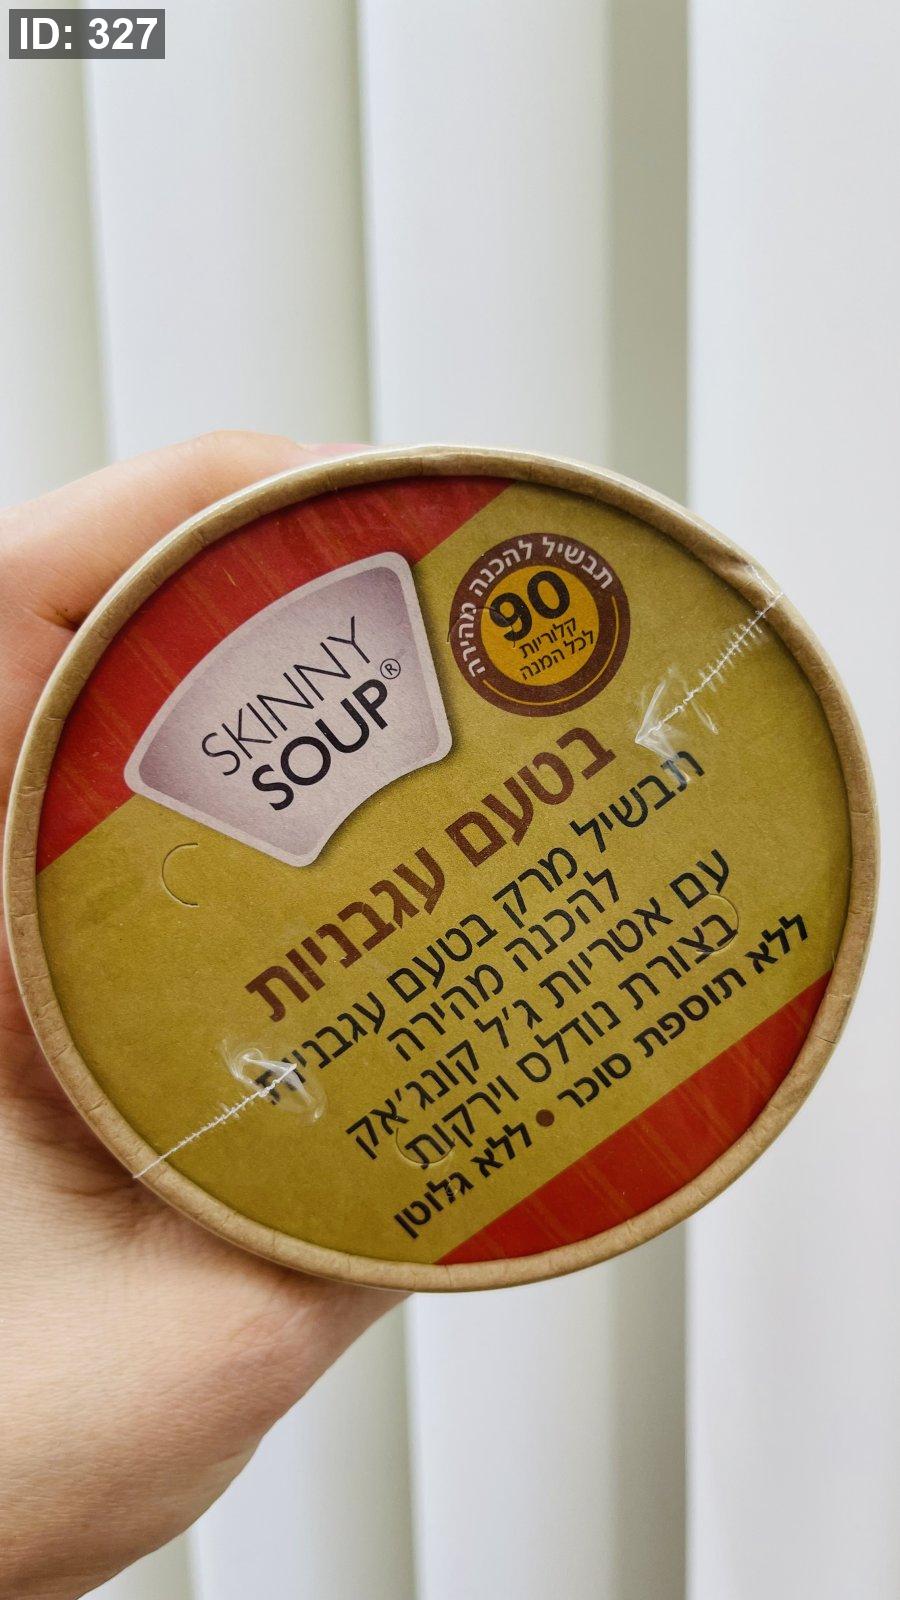 ID: 327
SKINNY
SOUP®
תבשיל להכנה מהירה
90
קלוריות
לכל המנה
בטעם עגבניות
תבשיל מרק בטעם עגבניות
להכנה מהירה
עם אטריות ג'ל קונג'אק
בצורת נודלס וירקות
ללא תוספת סוכר • ללא גלוטן